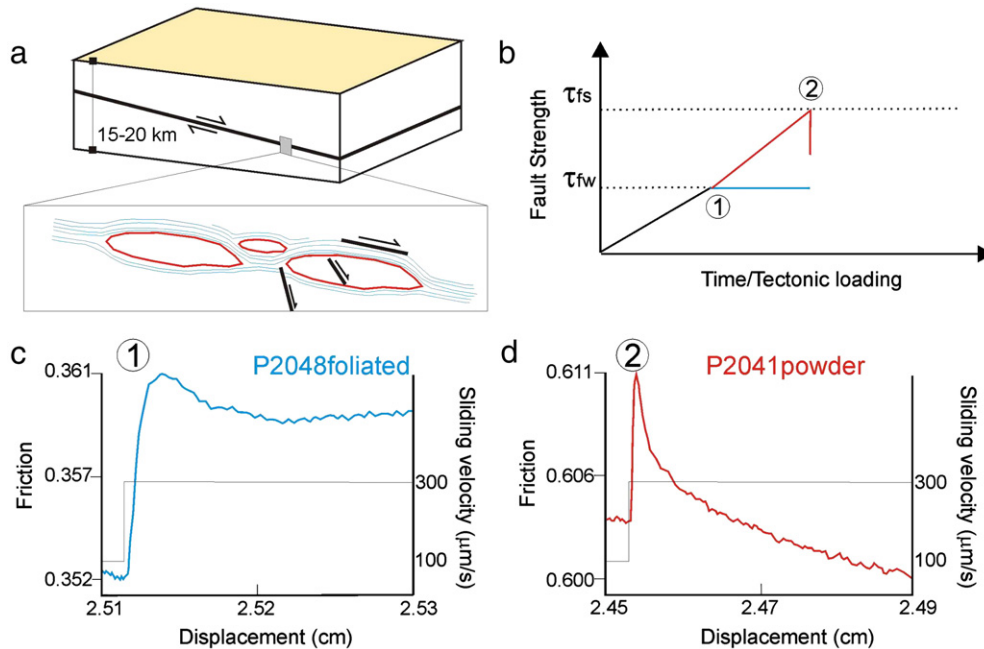 a
15-20 km
b
Fault Strength
τfs
τfw
2
1
Time/Tectonic loading
c
1
P2048foliated
0.361
0.357
0.352
Friction
300
100
Sliding velocity (μm/s)
2.51
2.52
2.53
Displacement (cm)
d
2
P2041powder
0.611
0.606
0.600
Friction
300
100
Sliding velocity (μm/s)
2.45
2.47
2.49
Displacement (cm)